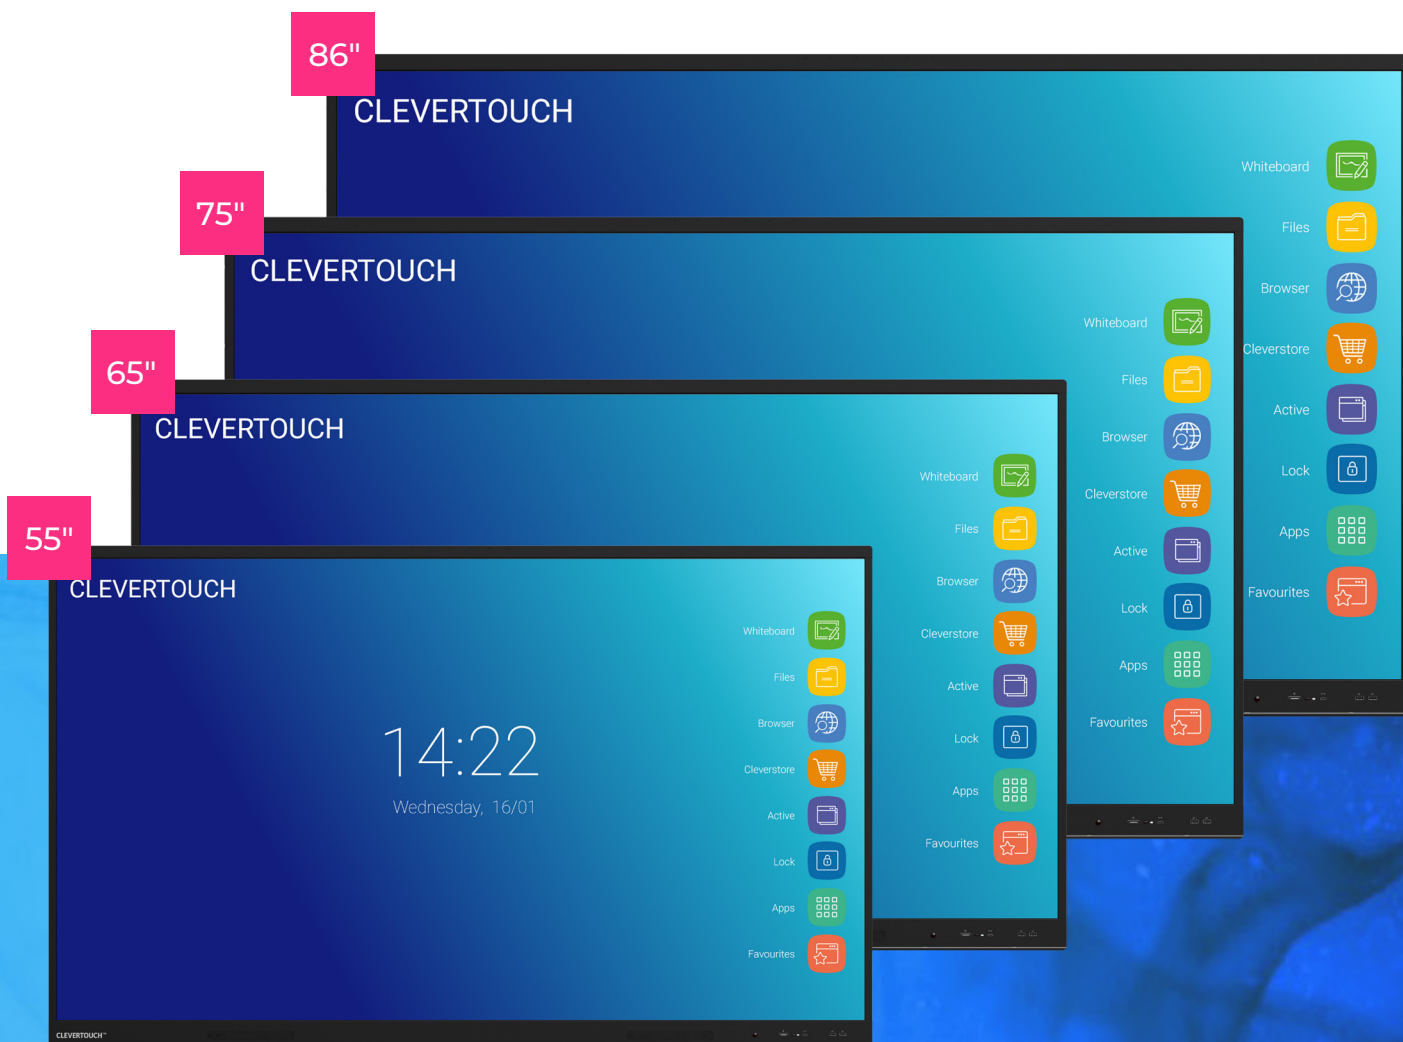 86"
CLEVERTOUCH
Whiteboard
Files
Browser
Cleverstore
Active
Lock
Apps
Favourites
75"
CLEVERTOUCH
Whiteboard
Files
Browser
Cleverstore
Active
Lock
Apps
Favourites
65"
CLEVERTOUCH
Whiteboard
Files
Browser
Cleverstore
Active
Lock
Apps
Favourites
55"
CLEVERTOUCH
14:22
Wednesday, 16/01
Whiteboard
Files
Browser
Cleverstore
Active
Lock
Apps
Favourites
CLEVERTOUCH™